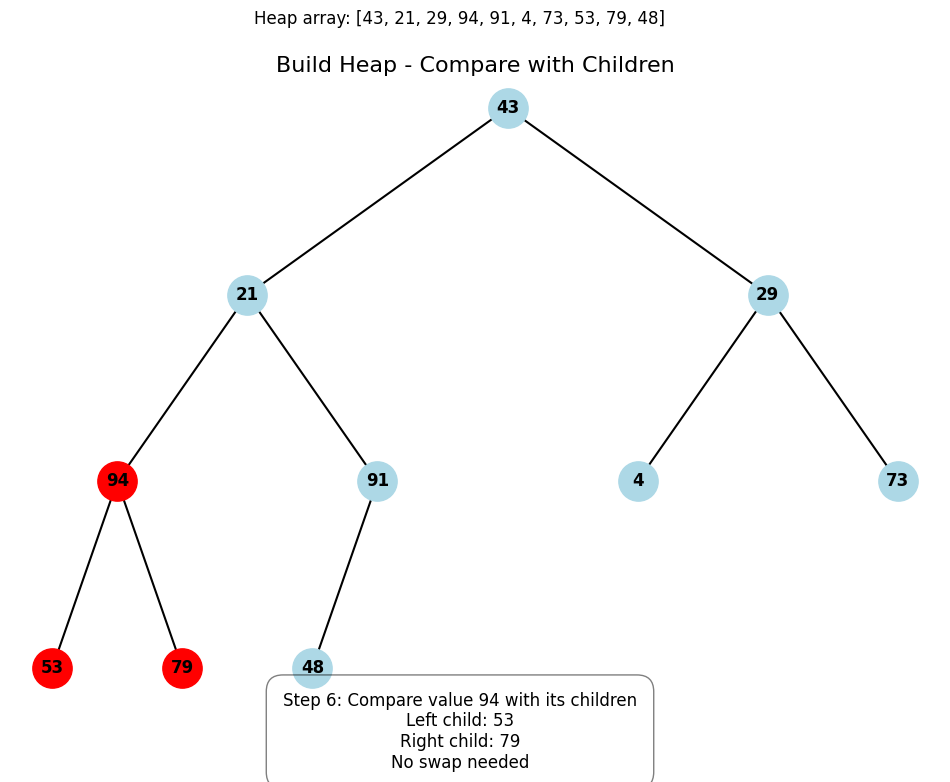 Heap array: [43, 21, 29, 94, 91, 4, 73, 53, 79, 48]
Build Heap - Compare with Children
43
21
29
94
91
4
73
53
79
48
Step 6: Compare value 94 with its children
Left child: 53
Right child: 79
No swap needed